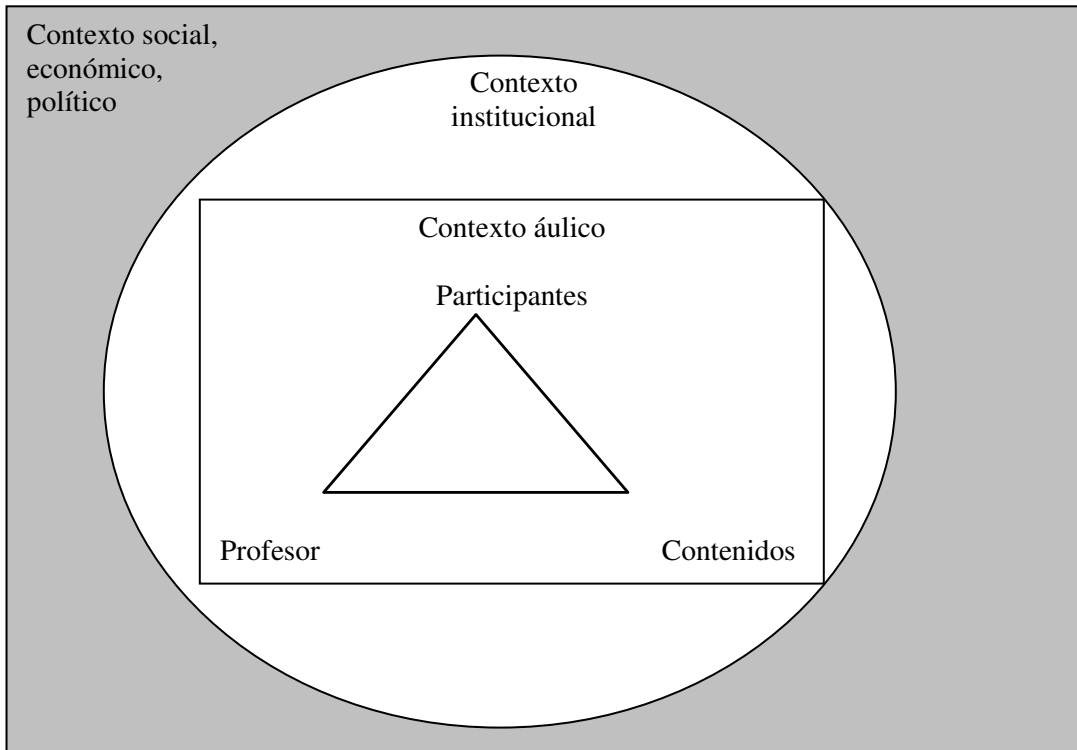 Contexto social,
económico,
político
Contexto
institucional
Contexto áulico
Participantes
Profesor
Contenidos